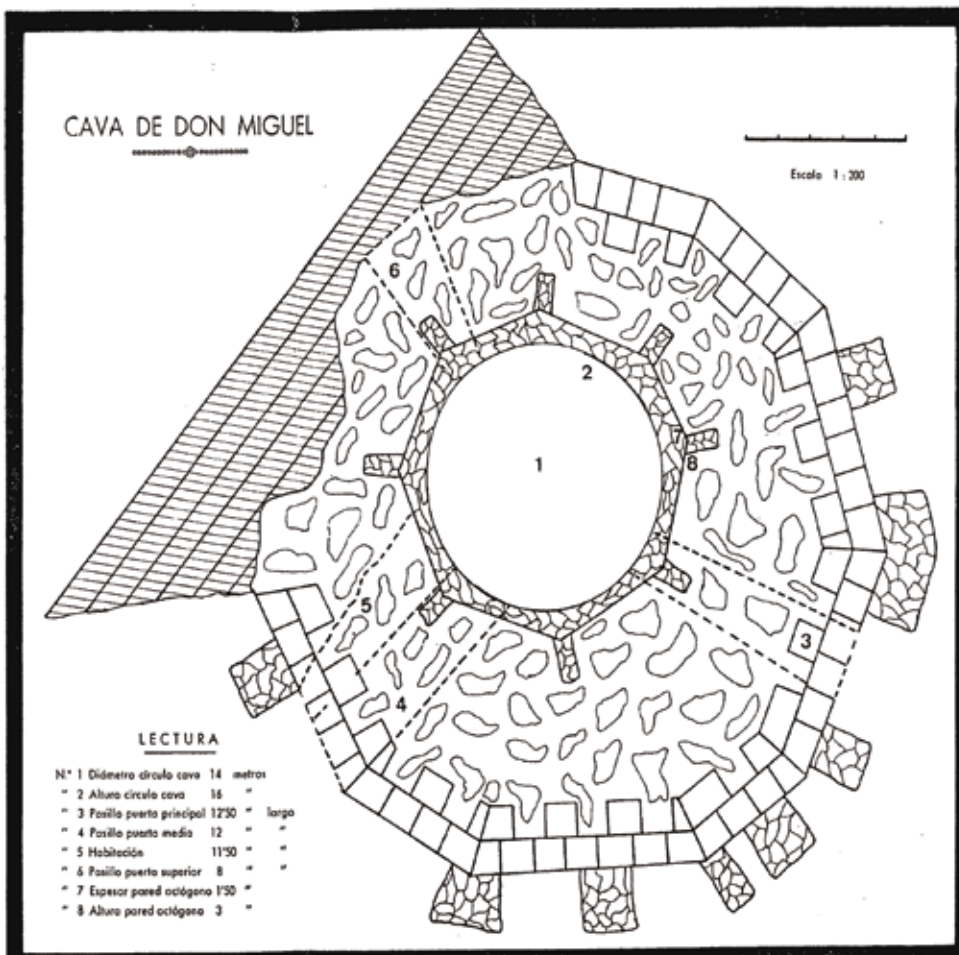 CAVA DE DON MIGUEL
Escala 1 : 200
6
2
1
7
8
5
3
4
LECTURA
N.º 1 Diámetro círculo cava 14 metros
" 2 Altura círculo cava 16 "
" 3 Pasillo puerta principal 12'50 " largo
" 4 Pasillo puerta media 12 " "
" 5 Habitación 11'50 " "
" 6 Pasillo puerta superior 8 " "
" 7 Espesor pared octógono 1'50 "
" 8 Altura pared octógono 3 "